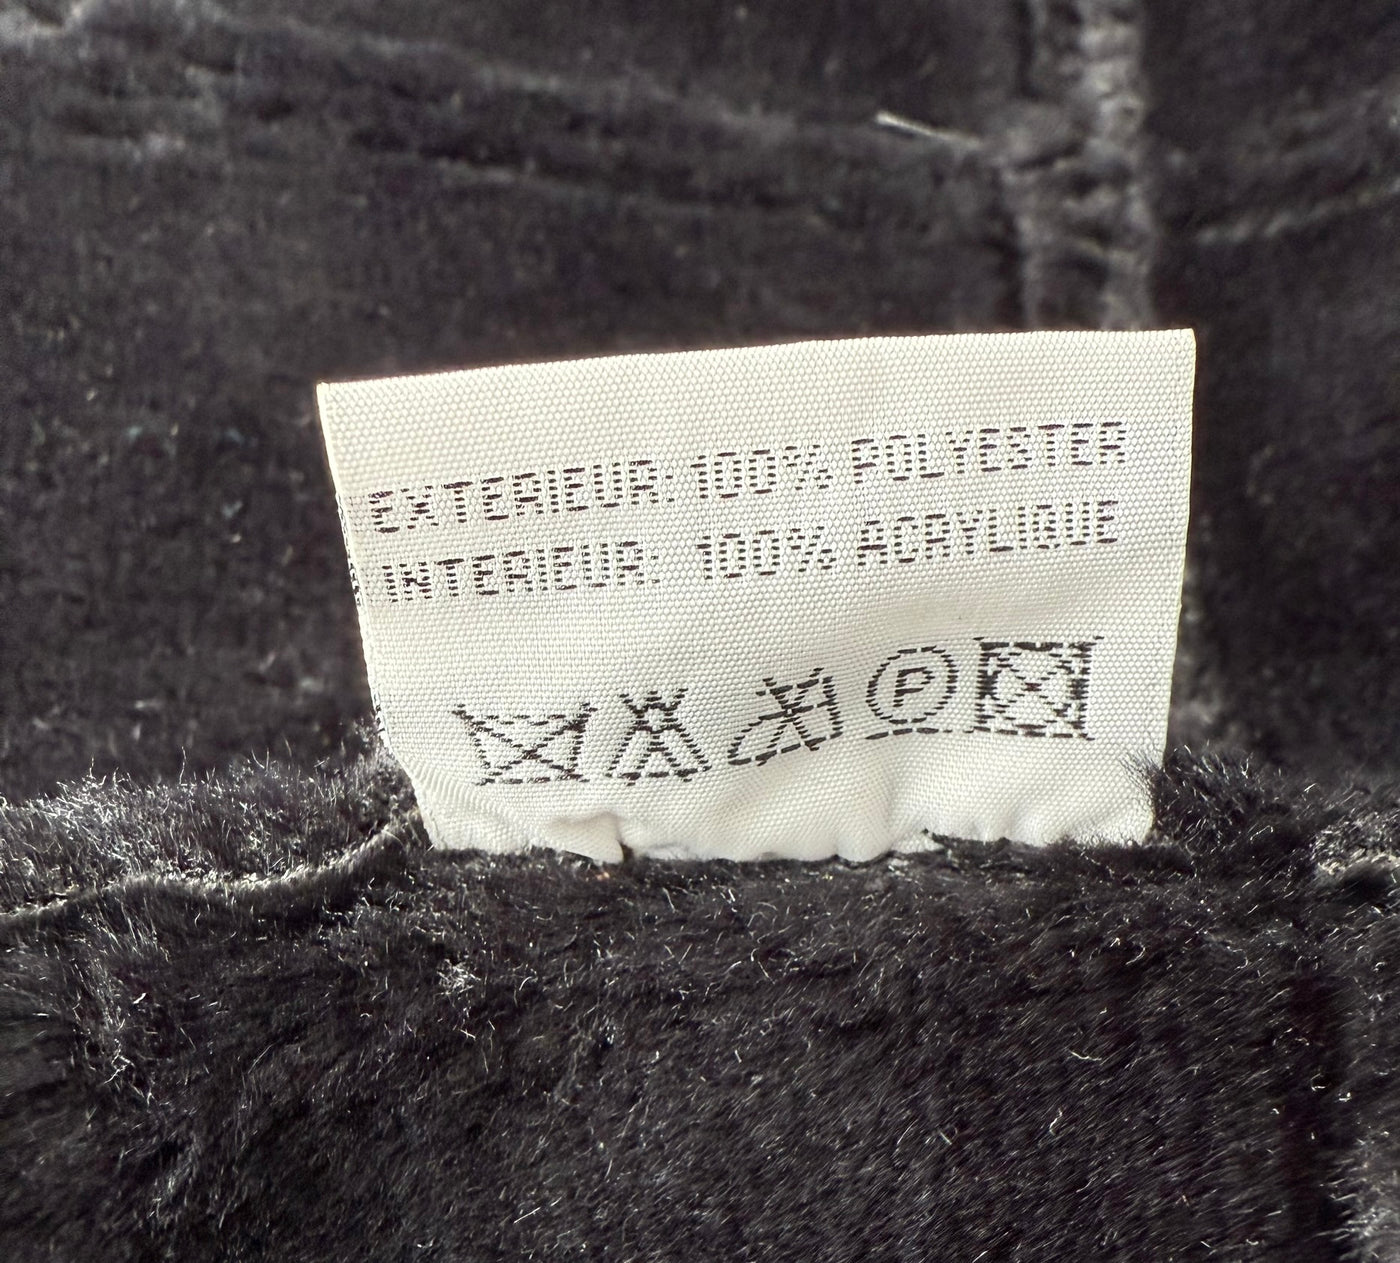 EXTERIEUR: 100% POLYESTER
INTERIEUR: 100% ACRYLIQUE
P